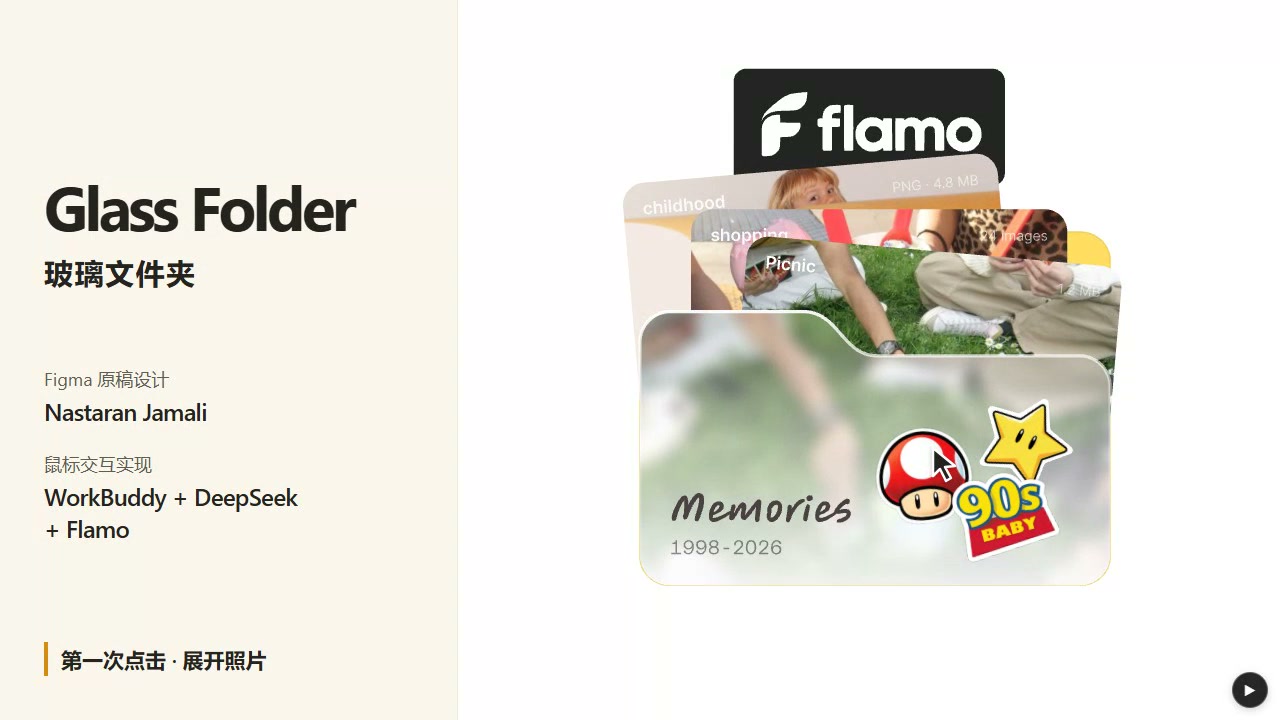 Glass Folder
玻璃文件夹
Figma 原稿设计
Nastaran Jamali
鼠标交互实现
WorkBuddy + DeepSeek
+ Flamo
第一次点击 · 展开照片
flamo
childhood
PNG · 4.8 MB
shopping
Images
Picnic
Memories
1998-2026
90s
BABY